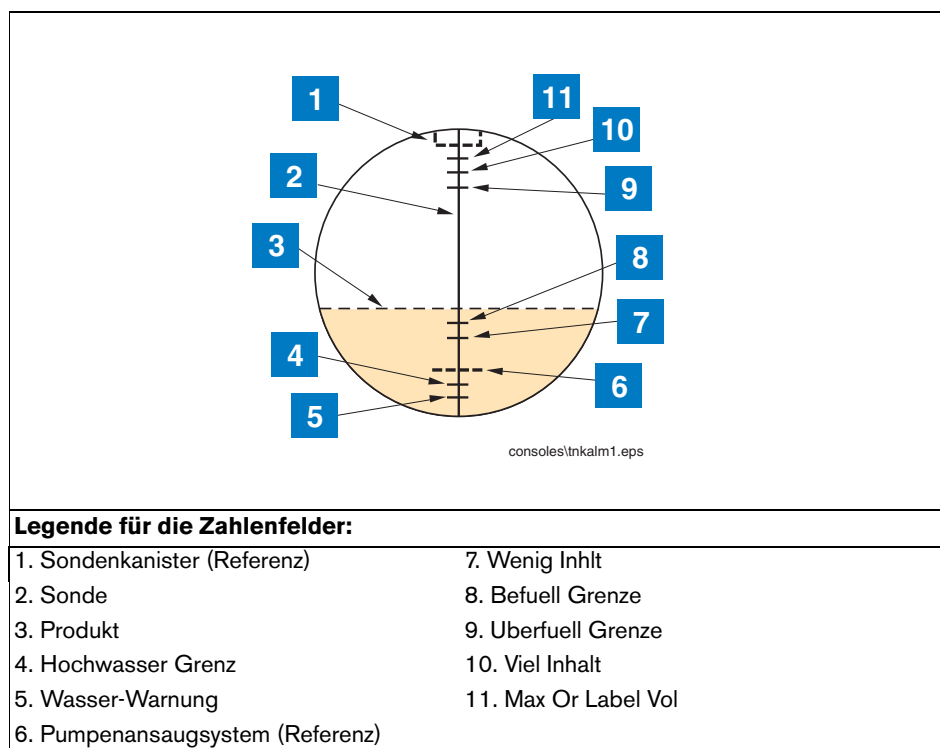 1
11
10
2
9
3
8
7
4
6
5
consoles\tnkalm1.eps
Legende für die Zahlenfelder:
1. Sondenkanister (Referenz)
2. Sonde
3. Produkt
4. Hochwasser Grenz
5. Wasser-Warnung
6. Pumpenansaugsystem (Referenz)
7. Wenig Inhlt
8. Befuell Grenze
9. Uberfuell Grenze
10. Viel Inhalt
11. Max Or Label Vol